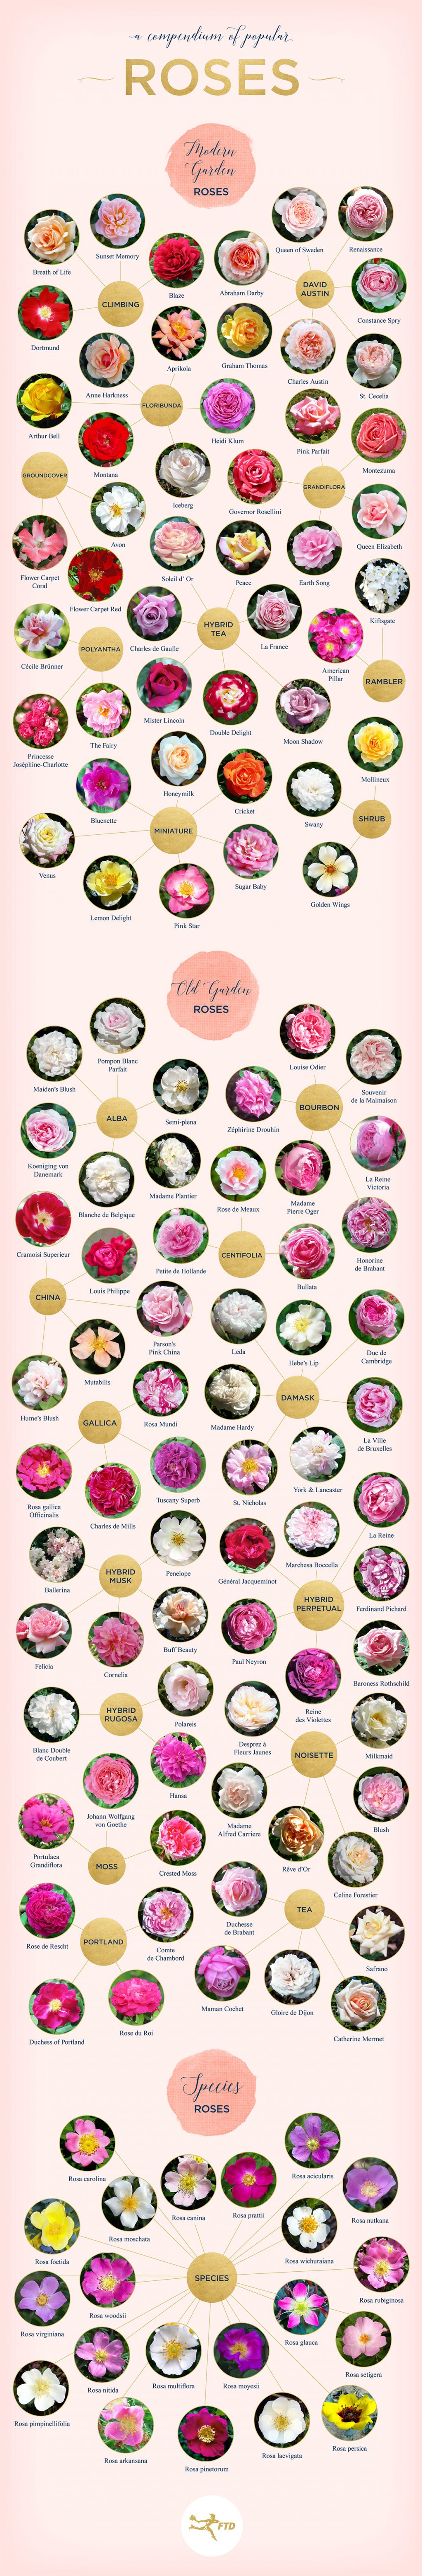 a compendium of popular
ROSES
Modern
Garden
ROSES
Queen of Sweden
Renaissance
Sunset Memory
Breath of Life
Blaze
Abraham Darby
DAVID
AUSTIN
CLIMBING
Constance Spry
Dortmund
Aprikola
Graham Thomas
Charles Austin
Anne Harkness
St. Cecelia
FLORIBUNDA
Arthur Bell
Heidi Klum
Pink Parfait
Montezuma
Montana
GROUNDCOVER
GRANDIFLORA
Iceberg
Governor Rosellini
Avon
Queen Elizabeth
Flower Carpet
Coral
Soleil d' Or
Peace
Earth Song
Flower Carpet Red
Kiftsgate
HYBRID
TEA
POLYANTHA
Charles de Gaulle
La France
Cécile Brünner
American
Pillar
RAMBLER
Mister Lincoln
Double Delight
Moon Shadow
The Fairy
Princesse
Joséphine-Charlotte
Mollineux
Honeymilk
Cricket
Bluenette
Swany
SHRUB
MINIATURE
Venus
Sugar Baby
Golden Wings
Lemon Delight
Pink Star
Old Garden
ROSES
Pompon Blanc
Parfait
Louise Odier
Maiden's Blush
Souvenir
de la Malmaison
BOURBON
ALBA
Semi-plena
Zéphirine Drouhin
Koeniging von
Danemark
La Reine
Victoria
Madame Plantier
Madame
Pierre Oger
Rose de Meaux
Blanche de Belgique
Cramoisi Superieur
CENTIFOLIA
Honorine
de Brabant
Petite de Hollande
Bullata
Louis Philippe
CHINA
Parson's
Pink China
Leda
Hebe's Lip
Duc de
Cambridge
Mutabilis
DAMASK
Hume's Blush
GALLICA
Rosa Mundi
Madame Hardy
La Ville
de Bruxelles
York & Lancaster
Tuscany Superb
St. Nicholas
Rosa gallica
Officinalis
Charles de Mills
La Reine
Marchesa Boccella
Penelope
Général Jacqueminot
HYBRID
MUSK
Ballerina
HYBRID
PERPETUAL
Ferdinand Pichard
Buff Beauty
Paul Neyron
Felicia
Cornelia
Baroness Rothschild
HYBRID
RUGOSA
Polareis
Reine
des Violettes
Desprez à
Fleurs Jaunes
NOISETTE
Milkmaid
Blanc Double
de Coubert
Hansa
Johann Wolfgang
von Goethe
Madame
Alfred Carriere
Blush
Portulaca
Grandiflora
MOSS
Crested Moss
Rêve d'Or
Celine Forestier
TEA
Duchesse
de Brabant
PORTLAND
Rose de Rescht
Comte
de Chambord
Safrano
Maman Cochet
Gloire de Dijon
Rose du Roi
Duchess of Portland
Catherine Mermet
Species
ROSES
Rosa carolina
Rosa acicularis
Rosa prattii
Rosa canina
Rosa nutkana
Rosa moschata
Rosa foetida
Rosa wichuraiana
SPECIES
Rosa rubiginosa
Rosa woodsii
Rosa virginiana
Rosa glauca
Rosa setigera
Rosa nitida
Rosa multiflora
Rosa moyesii
Rosa pimpinellifolia
Rosa persica
Rosa arkansana
Rosa laevigata
Rosa pinetorum
FTD